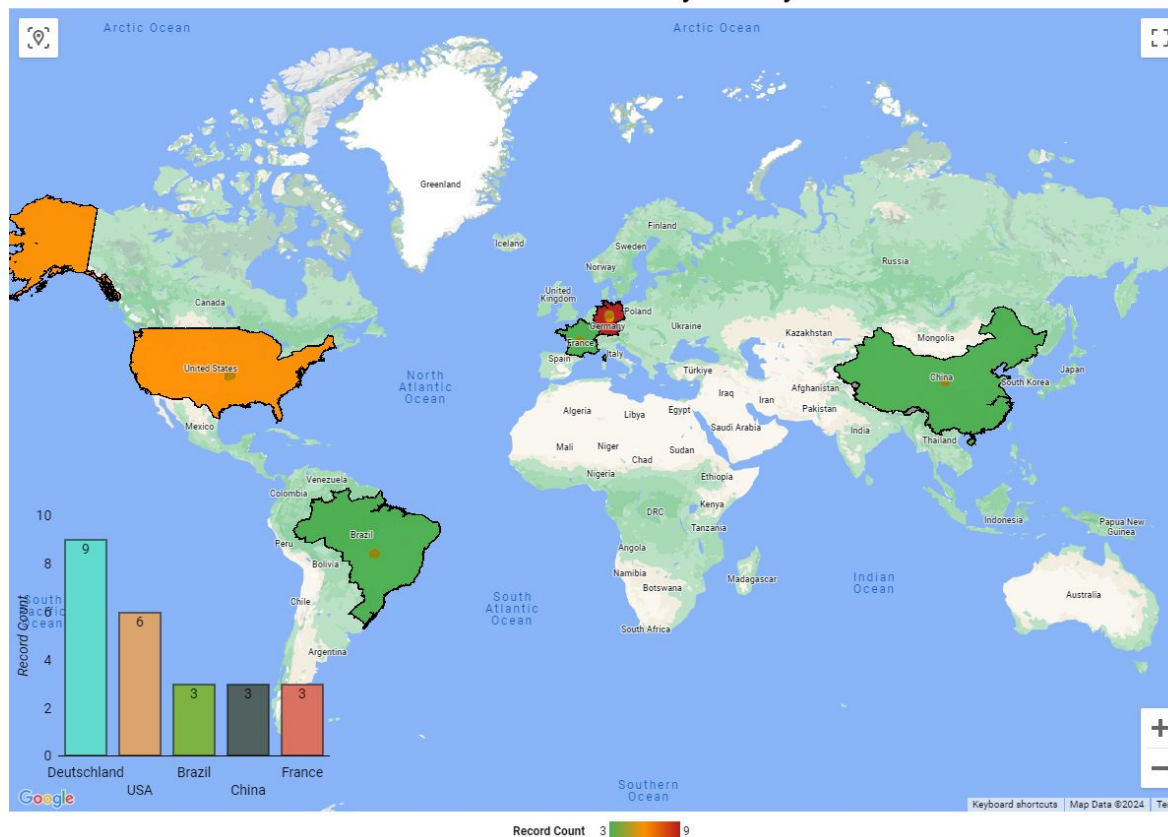 Arctic Ocean
Arctic Ocean
Greenland
Iceland
Finland
Sweden
Norway
Russia
Canada
United
Kingdom
Poland
Germany
Ukraine
France
Kazakhstan
Mongolia
Spain
Italy
United States
North
Atlantic
Ocean
Türkiye
China
South Korea
Japan
Afghanistan
Iraq
Iran
Pakistan
Mexico
Algeria
Libya
Egypt
Saudi Arabia
India
Thailand
Mali
Niger
Chad
Sudan
Nigeria
Ethiopia
Venezuela
Colombia
Kenya
DRC
Tanzania
Indonesia
Papua New
Guinea
Brazil
Peru
Bolivia
Angola
Namibia
Botswana
Madagascar
Indian
Ocean
South
Pacific
Ocean
Chile
South
Atlantic
Ocean
Australia
South Africa
Argentina
Southern
Ocean
Record Count
10
8
6
4
2
0
9
6
3
3
3
Deutschland
USA
Brazil
China
France
Google
Keyboard shortcuts
Map Data ©2024
Record Count 3 9